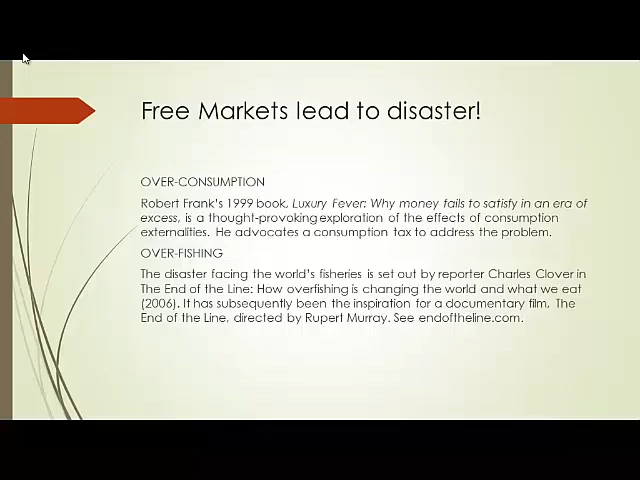 Free Markets lead to disaster!
OVER-CONSUMPTION
Robert Frank's 1999 book, Luxury Fever: Why money fails to satisfy in an era of
excess, is a thought-provoking exploration of the effects of consumption
externalities. He advocates a consumption tax to address the problem.
OVER-FISHING
The disaster facing the world's fisheries is set out by reporter Charles Clover in
The End of the Line: How overfishing is changing the world and what we eat
(2006). It has subsequently been the inspiration for a documentary film, The
End of the Line, directed by Rupert Murray. See endoftheline.com.